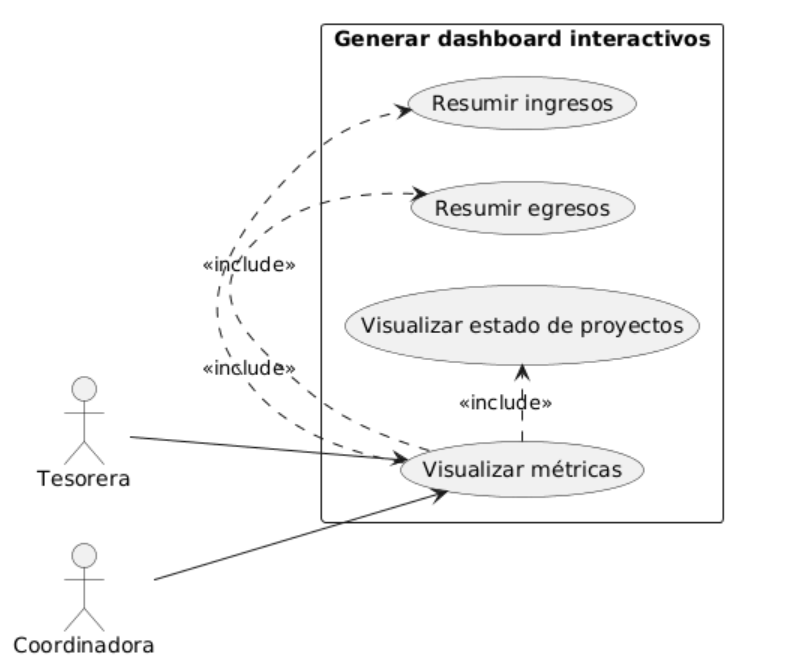 Generar dashboard interactivos
Resumir ingresos
Resumir egresos
«include»
Visualizar estado de proyectos
«include»
«include»
Visualizar métricas
Tesorera
Coordinadora